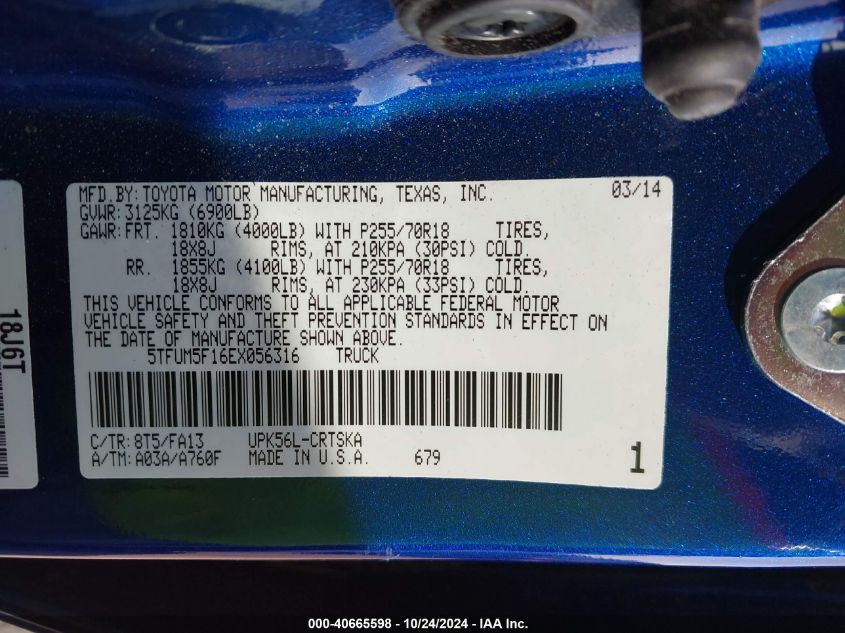 MFD.BY:TOYOTA MOTOR MANUFACTURING, TEXAS, INC. 03/14
GVWR:3125KG (6900LB)
GAWR:FRT. 1810KG (4000LB) WITH P255/70R18 TIRES,
18X8J RIMS, AT 210KPA (30PSI) COLD
RR. 1855KG (4100LB) WITH P255/70R18 TIRES,
18X8J RIMS, AT 230KPA (33PSI) COLD
THIS VEHICLE CONFORMS TO ALL APPLICABLE FEDERAL MOTOR
VEHICLE SAFETY AND THEFT PREVENTION STANDARDS IN EFFECT ON
THE DATE OF MANUFACTURE SHOWN ABOVE.
5TFUM5F16EX056316 TRUCK
C/TR:8T5/FA13 UPK56L-CRTSKA
A/TM:A03A/A760F MADE IN U.S.A. 679 1
18J6T
000-40665598 - 10/24/2024 - IAA Inc.